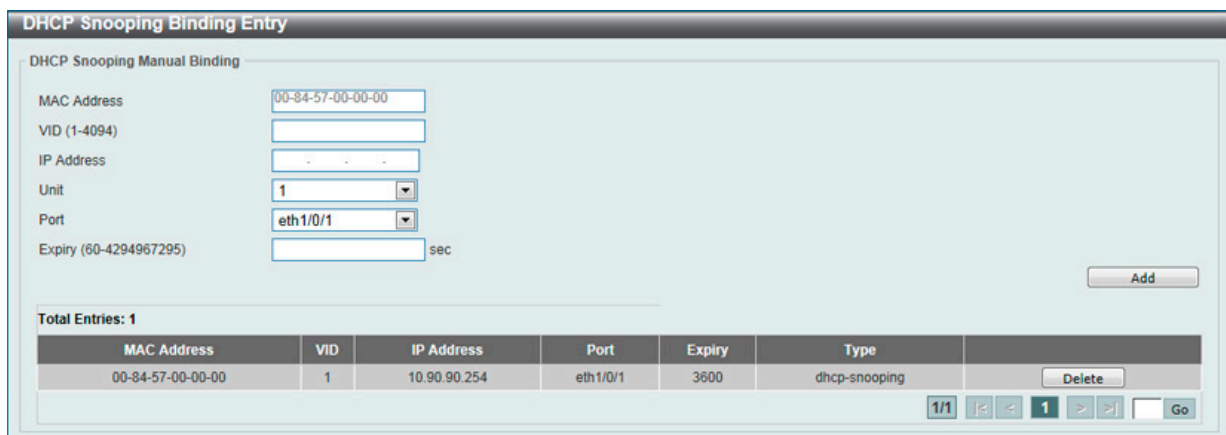 DHCP Snooping Binding Entry
DHCP Snooping Manual Binding
MAC Address 00-84-57-00-00-00
VID (1-4094)
IP Address . . .
Unit 1
Port eth1/0/1
Expiry (60-4294967295) sec
Add
Total Entries: 1
MAC Address VID IP Address Port Expiry Type
00-84-57-00-00-00 1 10.90.90.254 eth1/0/1 3600 dhcp-snooping Delete
1/1 |< < 1 > >| Go